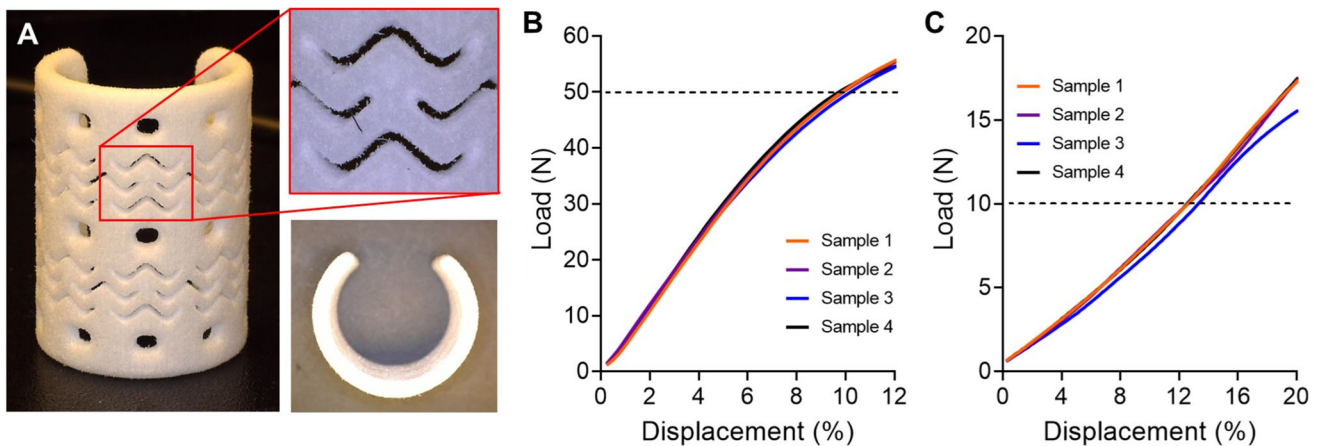 A
B
60
50
40
30
20
10
0
Load (N)
Sample 1
Sample 2
Sample 3
Sample 4
0 2 4 6 8 10 12
Displacement (%)
C
20
15
10
5
0
Load (N)
Sample 1
Sample 2
Sample 3
Sample 4
0 4 8 12 16 20
Displacement (%)